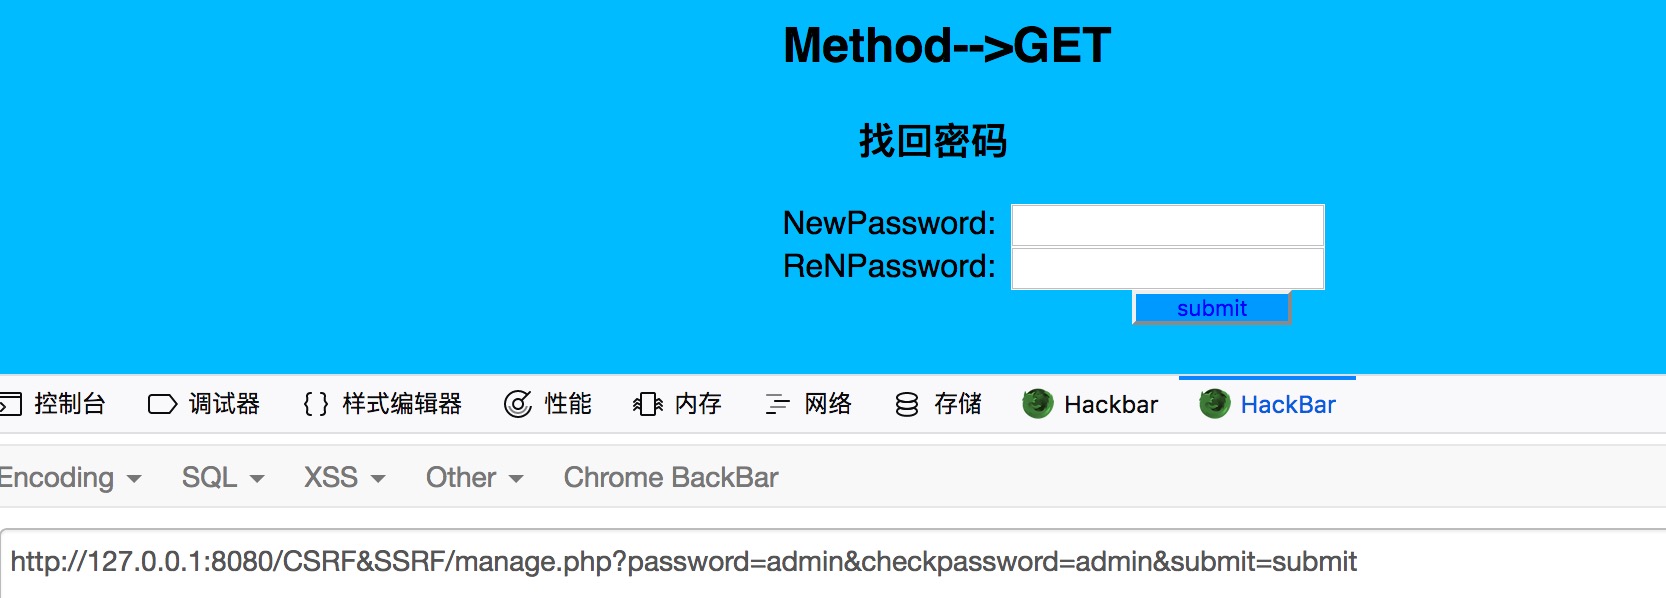 Method-->GET
找回密码
NewPassword:
ReNPassword:
submit
控制台 调试器 {} 样式编辑器 性能 内存 网络 存储 Hackbar HackBar
Encoding SQL XSS Other Chrome BackBar
http://127.0.0.1:8080/CSRF&SSRF/manage.php?password=admin&checkpassword=admin&submit=submit